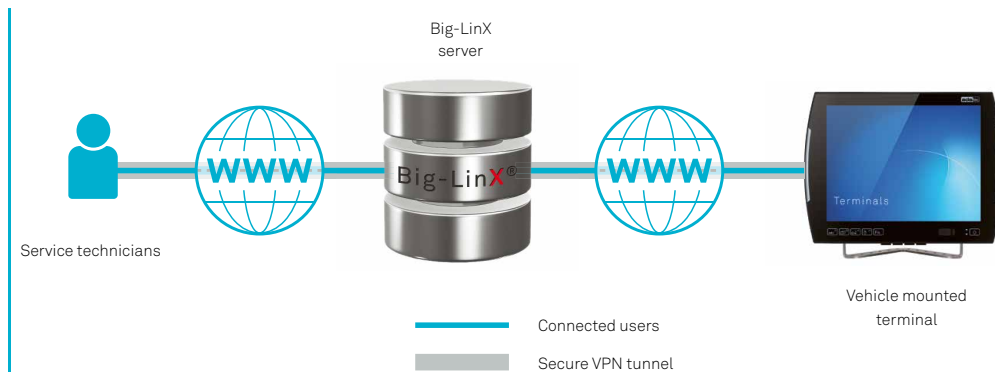 Big-LinX
server
WWW
Big-LinX®
WWW
Terminals
Service technicians
Vehicle mounted
terminal
Connected users
Secure VPN tunnel